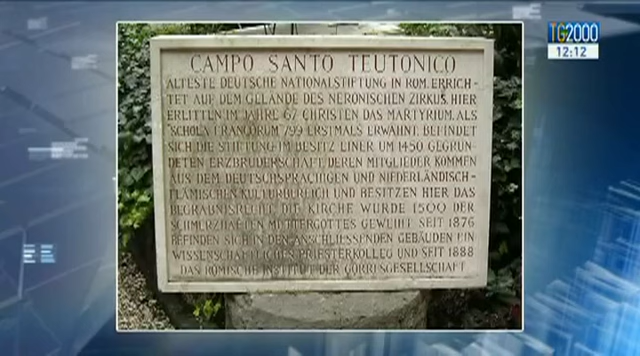 TG2000
12:12
CAMPO SANTO TEUTONICO
ÄLTESTE DEUTSCHE NATIONALSTIFTUNG IN ROM. ERRICH-
TET AUF DEM GELÄNDE DES NERONISCHEN ZIRKUS. HIER
ERLITTEN IM JAHRE 67 CHRISTEN DAS MARTYRIUM. ALS
SCHOLA FRANCORUM 799 ERSTMALS ERWÄHNT, BEFINDET
SICH DIE STIFTUNG IM BESITZ EINER UM 1450 GEGRÜN-
DETEN ERZBRUDERSCHAFT, DEREN MITGLIEDER KOMMEN
AUS DEM DEUTSCHSPRACHIGEN UND NIEDERLÄNDISCH-
FLÄMISCHEN KULTURBEREICH UND BESITZEN HIER DAS
BEGRÄBNISRECHT. DIE KIRCHE WURDE 1500 DER
SCHMERZHAFTEN MUTTERGOTTES GEWEIHT. SEIT 1876
BEFINDEN SICH IN DEN ANSCHLIESSENDEN GEBÄUDEN EIN
WISSENSCHAFTLICHES PRIESTERKOLLEG UND SEIT 1888
DAS RÖMISCHE INSTITUT DER GÖRRESGESELLSCHAFT